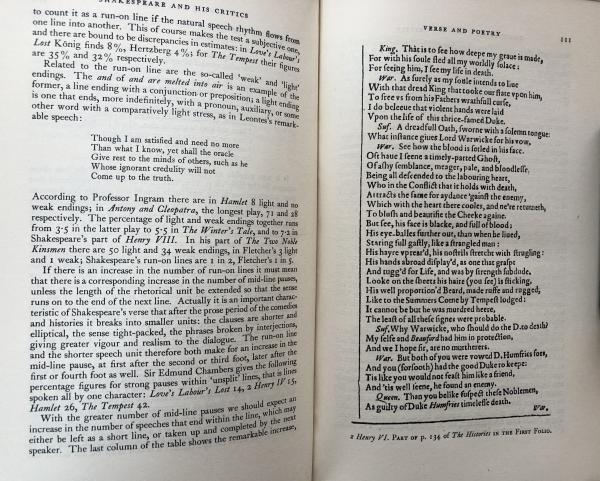 SHAKESPEARE AND HIS CRITICS
to count it as a run-on line if the natural speech rhythm flows from
one line into another. This of course makes the test a subjective one,
and there are bound to be discrepancies in estimates: in Love's Labour's
Lost König finds 8%, Hertzberg 4%; for The Tempest their figures
are 35% and 32% respectively.
Related to the run-on line are the so-called 'weak' and 'light'
endings. The and of and are melted into air is an example of the
former, a line ending with a conjunction or preposition; a light ending
is one that ends, more indefinitely, with a pronoun, auxiliary, or some
other word with a comparatively light stress, as in Leontes's remark-
able speech:
Though I am satisfied and need no more
Than what I know, yet shall the oracle
Give rest to the minds of others, such as he
Whose ignorant credulity will not
Come up to the truth.
According to Professor Ingram there are in Hamlet 8 light and no
weak endings; in Antony and Cleopatra, the longest play, 71 and 28
respectively. The percentage of light and weak endings together runs
from 3·5 in the latter play to 5·5 in The Winter's Tale, and to 7·2 in
Shakespeare's part of Henry VIII. In his part of The Two Noble
Kinsmen there are 50 light and 34 weak endings, in Fletcher's 3 light
and 1 weak; Shakespeare's run-on lines are 1 in 2, Fletcher's 1 in 5.
If there is an increase in the number of run-on lines it must mean
that there is a corresponding increase in the number of mid-line pauses,
unless the length of the rhetorical unit be extended so that the sense
runs on to the end of the next line. Actually it is an important charac-
teristic of Shakespeare's verse that after the prose period of the comedies
and histories it breaks into smaller units: the clauses are shorter and
elliptical, the sense tight-packed, the phrases broken by interjections,
giving greater vigour and realism to the dialogue. The run-on line
and the shorter speech unit therefore both make for an increase in the
mid-line pause, at first after the second or third foot, later after the
first or fourth foot as well. Sir Edmund Chambers gives the following
percentage figures for strong pauses within 'unsplit' lines, that is lines
spoken all by one character: Love's Labour's Lost 14, 2 Henry IV 15,
Hamlet 26, The Tempest 42.
With the greater number of mid-line pauses we should expect an
increase in the number of speeches that end within the line, which may
either be left as a short line, or taken up and completed by the next
speaker. The last column of the table shows the remarkable increase,
VERSE AND POETRY
111
King. That is to see how deepe my graue is made,
For with his soule fled all my worldly solace:
For seeing him, I see my life in death.
War. As surely as my soule intends to liue
With that dread King that tooke our state vpon him,
To free vs from his Fathers wrathfull curse,
I do beleeue that violent hands were laid
Vpon the life of this thrice-famed Duke.
Suf. A dreadfull Oath, sworne with a solemn tongue:
What instance giues Lord Warwicke for his vow.
War. See how the blood is setled in his face.
Oft haue I seene a timely-parted Ghost,
Of ashy semblance, meager, pale, and bloodlesse,
Being all descended to the labouring heart,
Who in the Conflict that it holds with death,
Attracts the same for aydance 'gainst the enemy,
Which with the heart there cooles, and ne're returneth,
To blush and beautifie the Cheeke againe.
But see, his face is blacke, and full of blood:
His eye-balles further out, than when he liued,
Staring full gastly, like a strangled man:
His hayre vprear'd, his nostrils stretcht with strugling:
His hands abroad display'd, as one that graspt
And tugg'd for Life, and was by strength subdude.
Looke on the sheets his haire (you see) is sticking,
His well proportion'd Beard, made ruffe and rugged,
Like to the Summers Corne by Tempest lodged:
It cannot be but he was murdred heere,
The least of all these signes were probable.
Suf. Why Warwicke, who should do the D. to death?
My selfe and Beauford had him in protection,
And we I hope sir, are no murtherers.
War. But both of you were vowed D. Humfries foes,
And you (forsooth) had the good Duke to keepe:
Tis like you would not feast him like a friend,
And 'tis well seene, he found an enemy.
Queen. Than you belike suspect these Noblemen,
As guilty of Duke Humfries timelesse death.
War.
2 Henry VI. PART OF p. 134 of The Histories IN THE FIRST FOLIO.